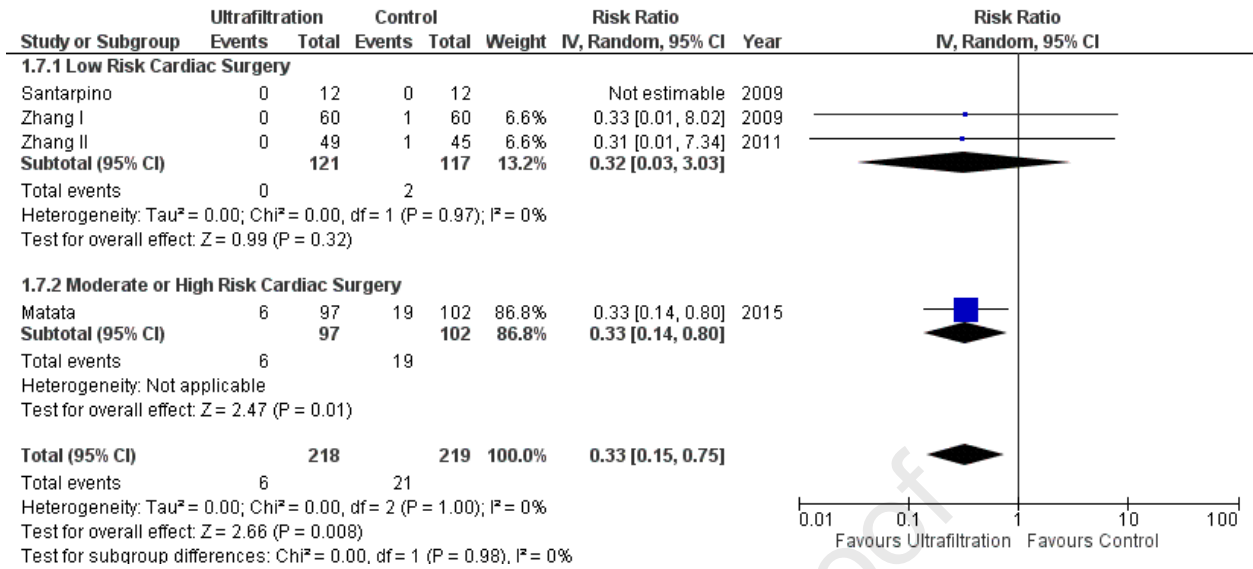 Ultrafiltration Control Risk Ratio Risk Ratio
Study or Subgroup Events Total Events Total Weight IV, Random, 95% CI Year IV, Random, 95% CI
1.7.1 Low Risk Cardiac Surgery
Santarpino 0 12 0 12 Not estimable 2009
Zhang I 0 60 1 60 6.6% 0.33 [0.01, 8.02] 2009
Zhang II 0 49 1 45 6.6% 0.31 [0.01, 7.34] 2011
Subtotal (95% CI) 121 117 13.2% 0.32 [0.03, 3.03]
Total events 0 2
Heterogeneity: Tau² = 0.00; Chi² = 0.00, df = 1 (P = 0.97); I² = 0%
Test for overall effect: Z = 0.99 (P = 0.32)
1.7.2 Moderate or High Risk Cardiac Surgery
Matata 6 97 19 102 86.8% 0.33 [0.14, 0.80] 2015
Subtotal (95% CI) 97 102 86.8% 0.33 [0.14, 0.80]
Total events 6 19
Heterogeneity: Not applicable
Test for overall effect: Z = 2.47 (P = 0.01)
Total (95% CI) 218 219 100.0% 0.33 [0.15, 0.75]
Total events 6 21
Heterogeneity: Tau² = 0.00; Chi² = 0.00, df = 2 (P = 1.00); I² = 0%
Test for overall effect: Z = 2.66 (P = 0.008)
Test for subgroup differences: Chi² = 0.00, df = 1 (P = 0.98), I² = 0%
0.01 0.1 1 10 100
Favours Ultrafiltration Favours Control